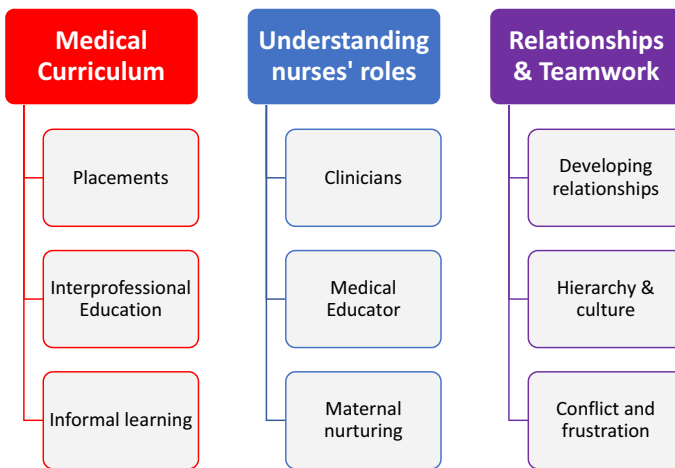 Medical
Curriculum
Placements
Interprofessional
Education
Informal learning
Understanding
nurses' roles
Clinicians
Medical
Educator
Maternal
nurturing
Relationships
& Teamwork
Developing
relationships
Hierarchy &
culture
Conflict and
frustration